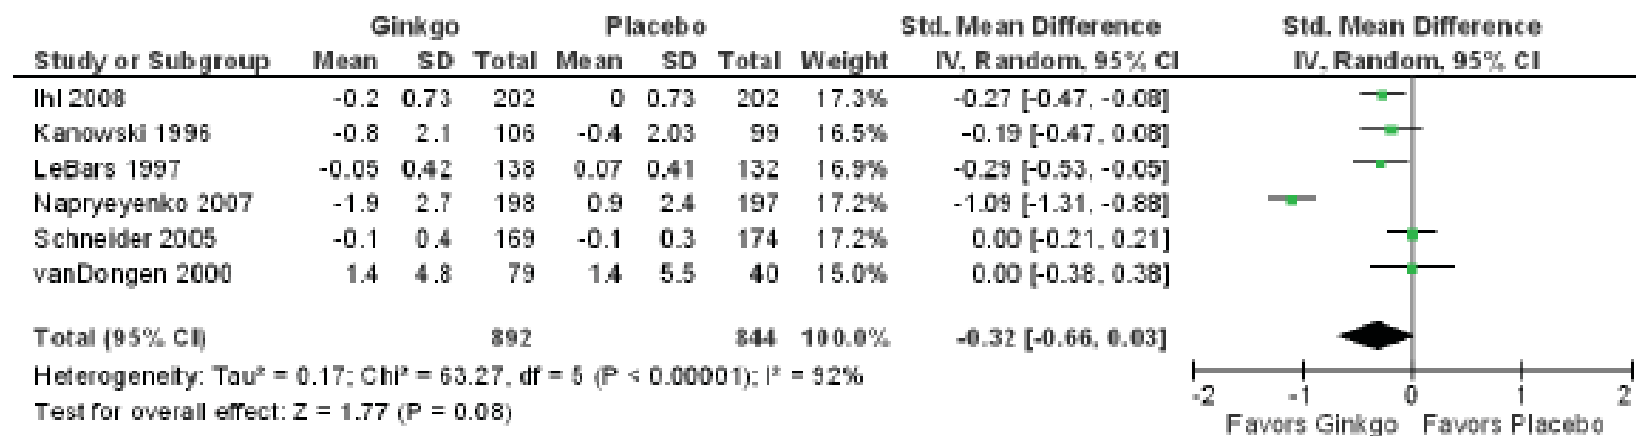 Ginkgo Placebo Std. Mean Difference Std. Mean Difference
Study or Subgroup Mean SD Total Mean SD Total Weight IV, Random, 95% CI IV, Random, 95% CI
Ihl 2008 -0.2 0.73 202 0 0.73 202 17.3% -0.27 [-0.47, -0.08]
Kanowski 1996 -0.8 2.1 106 -0.4 2.03 99 16.5% -0.19 [-0.47, 0.08]
LeBars 1997 -0.05 0.42 138 0.07 0.41 132 16.9% -0.29 [-0.53, -0.05]
Napryeyenko 2007 -1.9 2.7 198 0.9 2.4 197 17.2% -1.09 [-1.31, -0.88]
Schneider 2005 -0.1 0.4 169 -0.1 0.3 174 17.2% 0.00 [-0.21, 0.21]
vanDongen 2000 1.4 4.8 79 1.4 5.5 40 15.0% 0.00 [-0.38, 0.38]
Total (95% CI) 892 844 100.0% -0.32 [-0.66, 0.03]
Heterogeneity: Tau² = 0.17; Chi² = 63.27, df = 5 (P < 0.00001); I² = 92%
Test for overall effect: Z = 1.77 (P = 0.08)
-2 -1 0 1 2
Favors Ginkgo Favors Placebo